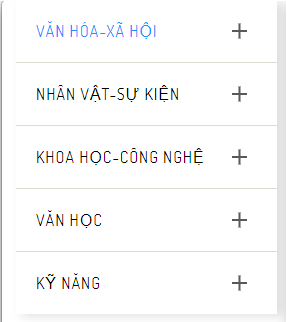 VĂN HÓA-XÃ HỘI +
NHÂN VẬT-SỰ KIỆN +
KHOA HỌC-CÔNG NGHỆ +
VĂN HỌC +
KỸ NĂNG +